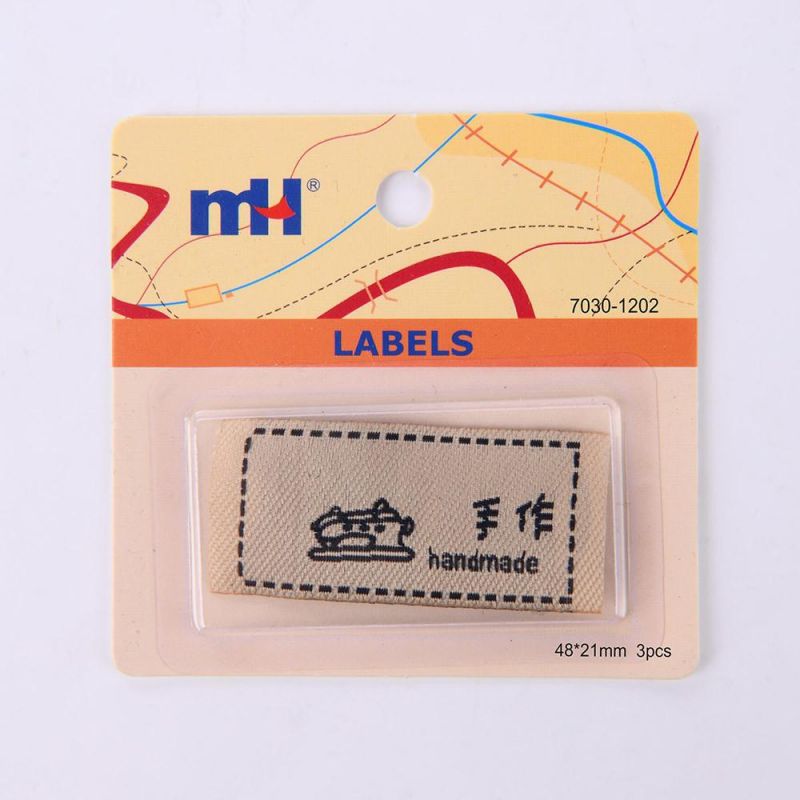 mH®
7030-1202
LABELS
手作
handmade
48*21mm 3pcs